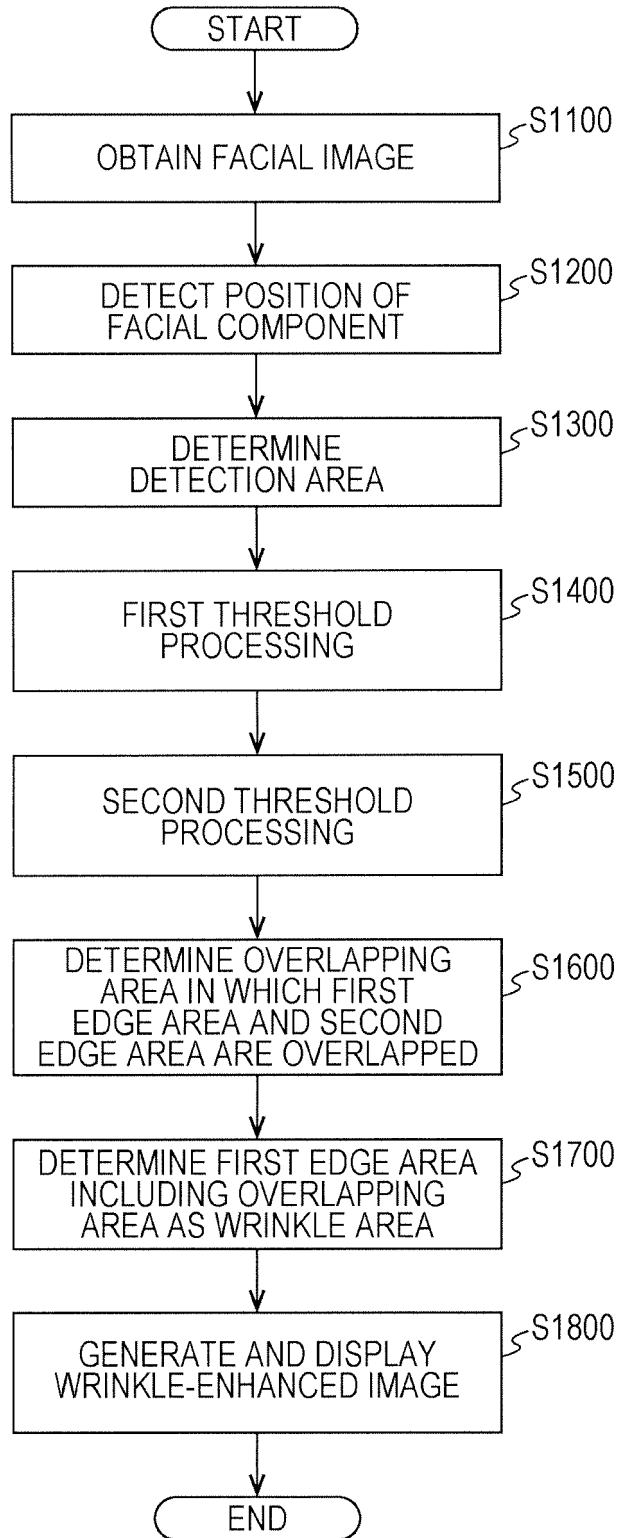 START
S1100
OBTAIN FACIAL IMAGE
S1200
DETECT POSITION OF
FACIAL COMPONENT
S1300
DETERMINE
DETECTION AREA
S1400
FIRST THRESHOLD
PROCESSING
S1500
SECOND THRESHOLD
PROCESSING
S1600
DETERMINE OVERLAPPING
AREA IN WHICH FIRST
EDGE AREA AND SECOND
EDGE AREA ARE OVERLAPPED
S1700
DETERMINE FIRST EDGE AREA
INCLUDING OVERLAPPING
AREA AS WRINKLE AREA
S1800
GENERATE AND DISPLAY
WRINKLE-ENHANCED IMAGE
END